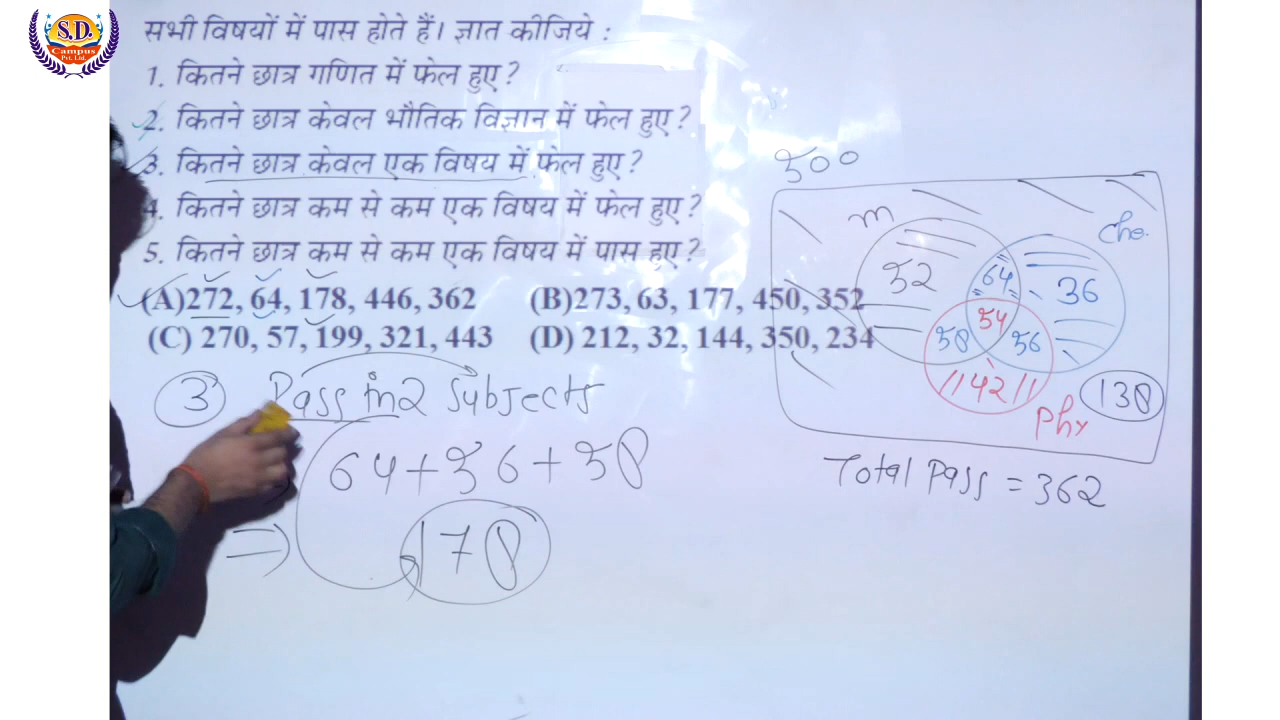 S.D.
Campus
Pvt. Ltd.
सभी विषयों में पास होते हैं। ज्ञात कीजिये :
1. कितने छात्र गणित में फेल हुए ?
2. कितने छात्र केवल भौतिक विज्ञान में फेल हुए ?
3. कितने छात्र केवल एक विषय में फेल हुए ?
4. कितने छात्र कम से कम एक विषय में फेल हुए ?
5. कितने छात्र कम से कम एक विषय में पास हुए ?
(A)272, 64, 178, 446, 362 (B)273, 63, 177, 450, 352
(C) 270, 57, 199, 321, 443 (D) 212, 32, 144, 350, 234
500
m
Che.
52
64
36
54
58
56
42
Phy
138
Total Pass = 362
3 Pass in 2 Subjects
64+56+58
⇒ 178